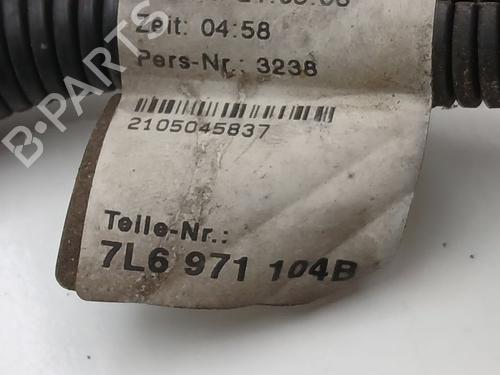 Zeit: 04:58
Pers-Nr.: 3238
2105045837
Teile-Nr.:
7L6 971 104B
B-PARTS